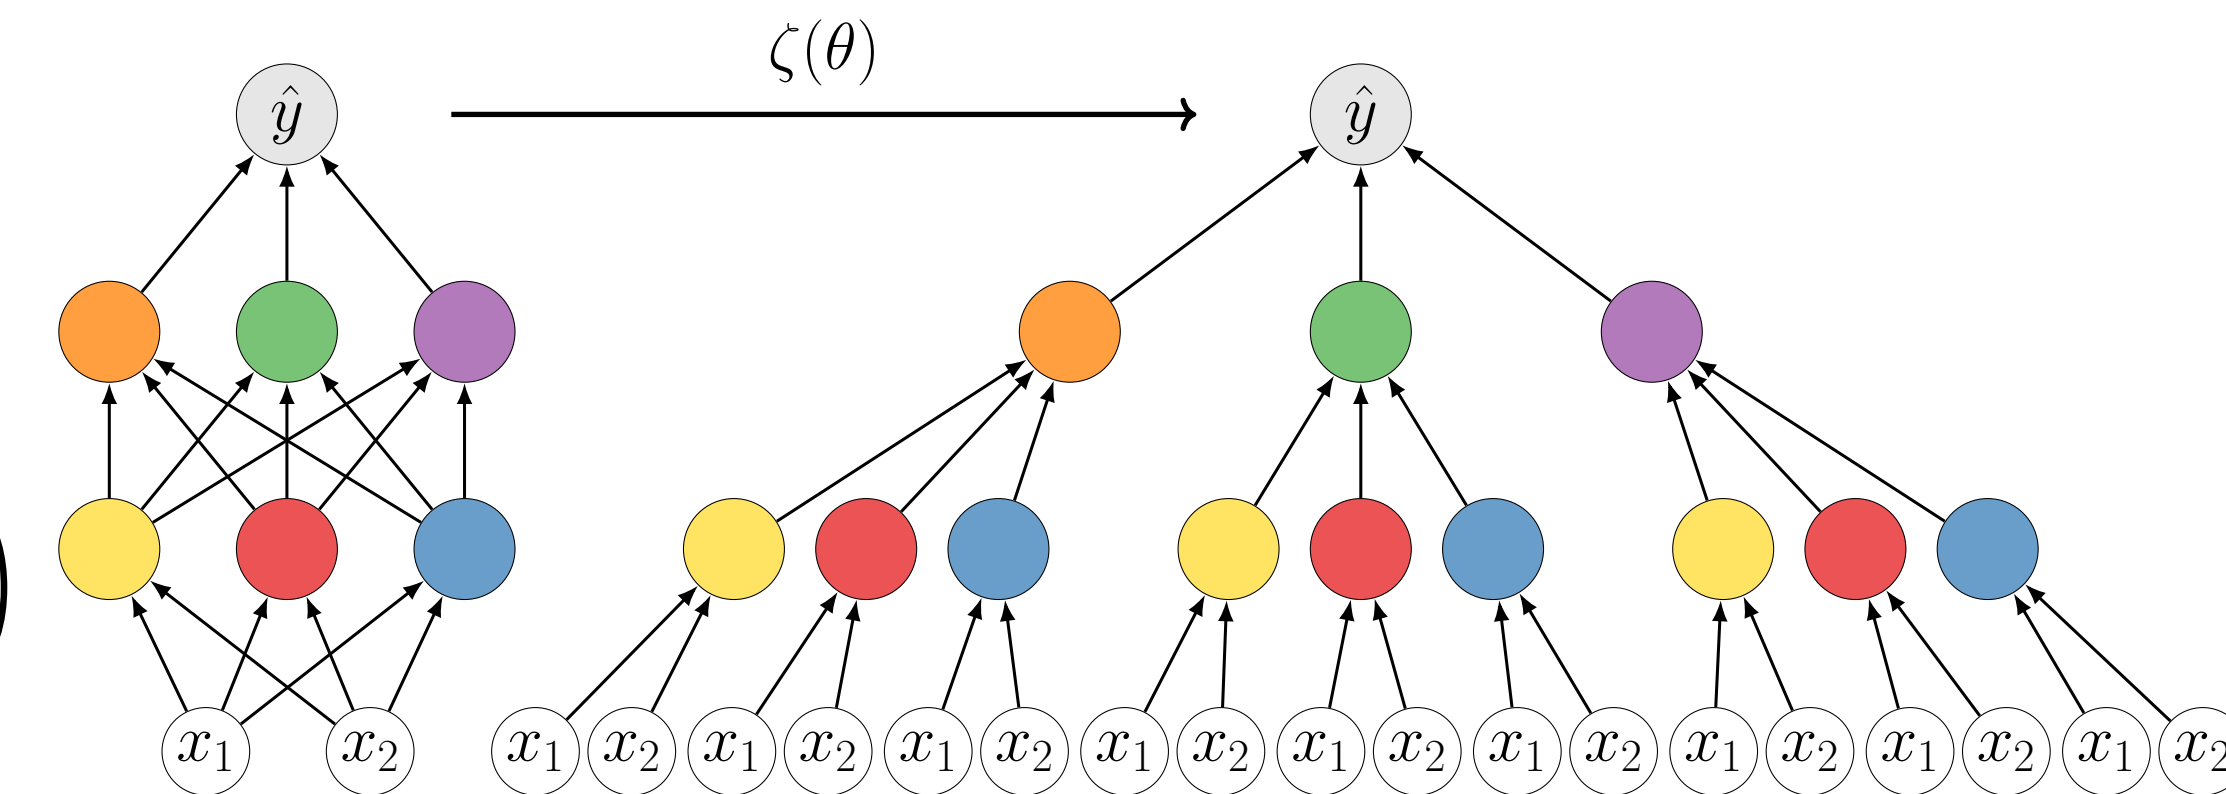 ζ(θ)
ŷ ŷ
x₁ x₂ x₁ x₂ x₁ x₂ x₁ x₂ x₁ x₂ x₁ x₂ x₁ x₂ x₁ x₂ x₁ x₂ x₁ x₂